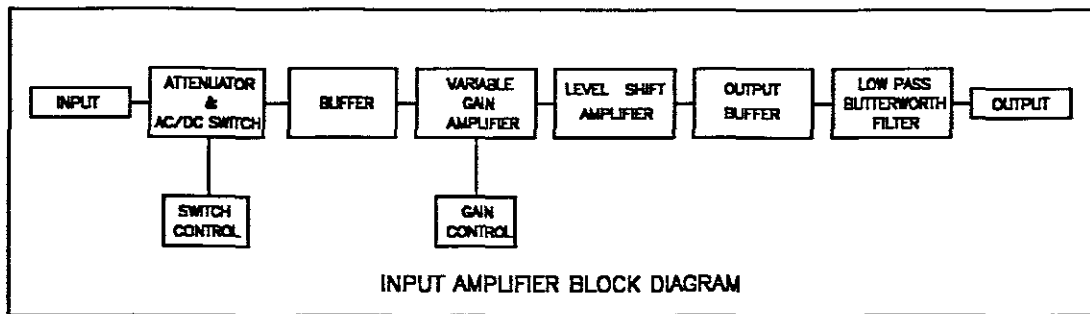 INPUT
ATTENUATOR
&
AC/DC SWITCH
BUFFER
VARIABLE
GAIN
AMPLIFIER
LEVEL SHIFT
AMPLIFIER
OUTPUT
BUFFER
LOW PASS
BUTTERWORTH
FILTER
OUTPUT
SWITCH
CONTROL
GAIN
CONTROL
INPUT AMPLIFIER BLOCK DIAGRAM